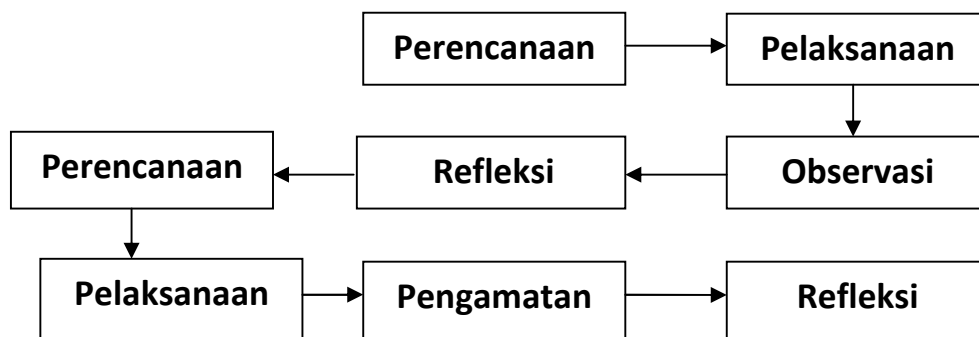 Perencanaan
Pelaksanaan
Perencanaan
Refleksi
Observasi
Pelaksanaan
Pengamatan
Refleksi